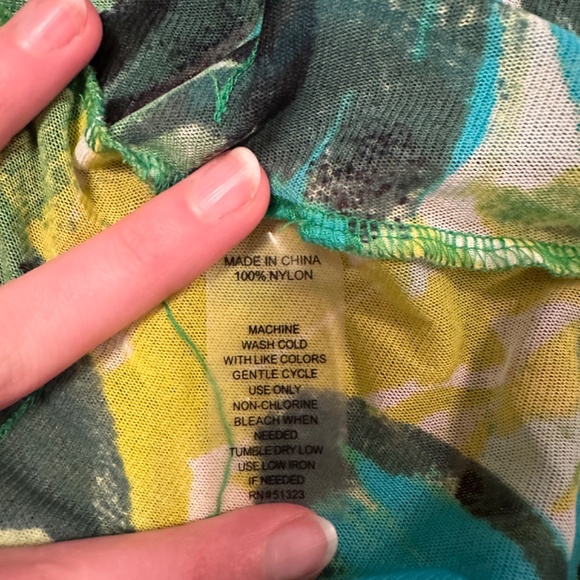 MADE IN CHINA
100% NYLON
MACHINE
WASH COLD
WITH LIKE COLORS
GENTLE CYCLE
USE ONLY
NON-CHLORINE
BLEACH WHEN
NEEDED
TUMBLE DRY LOW
USE LOW IRON
IF NEEDED
RN#51323